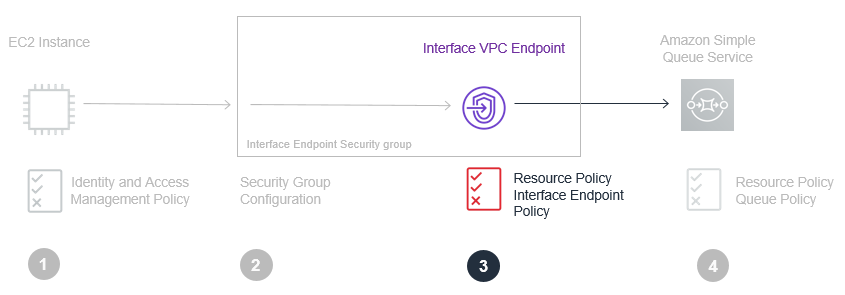 EC2 Instance
Interface VPC Endpoint
Amazon Simple
Queue Service
Interface Endpoint Security group
Identity and Access
Management Policy
Security Group
Configuration
Resource Policy
Interface Endpoint
Policy
Resource Policy
Queue Policy
1
2
3
4